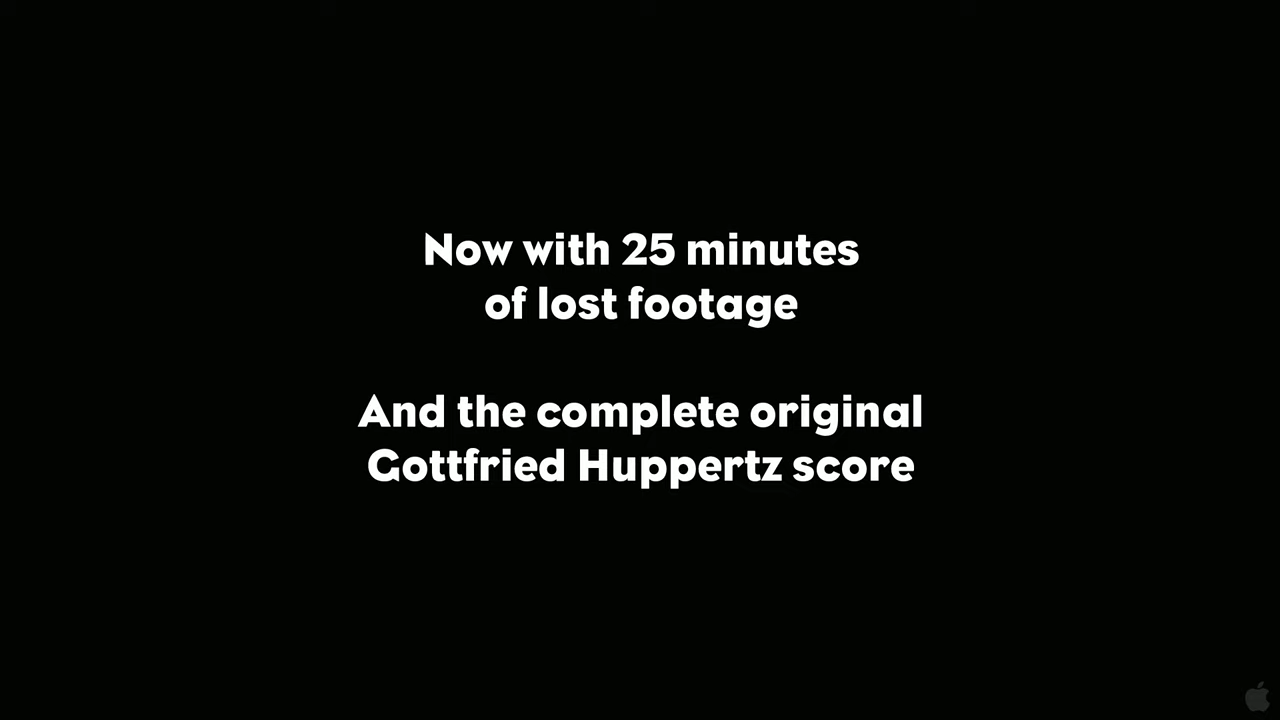 Now with 25 minutes
of lost footage
And the complete original
Gottfried Huppertz score